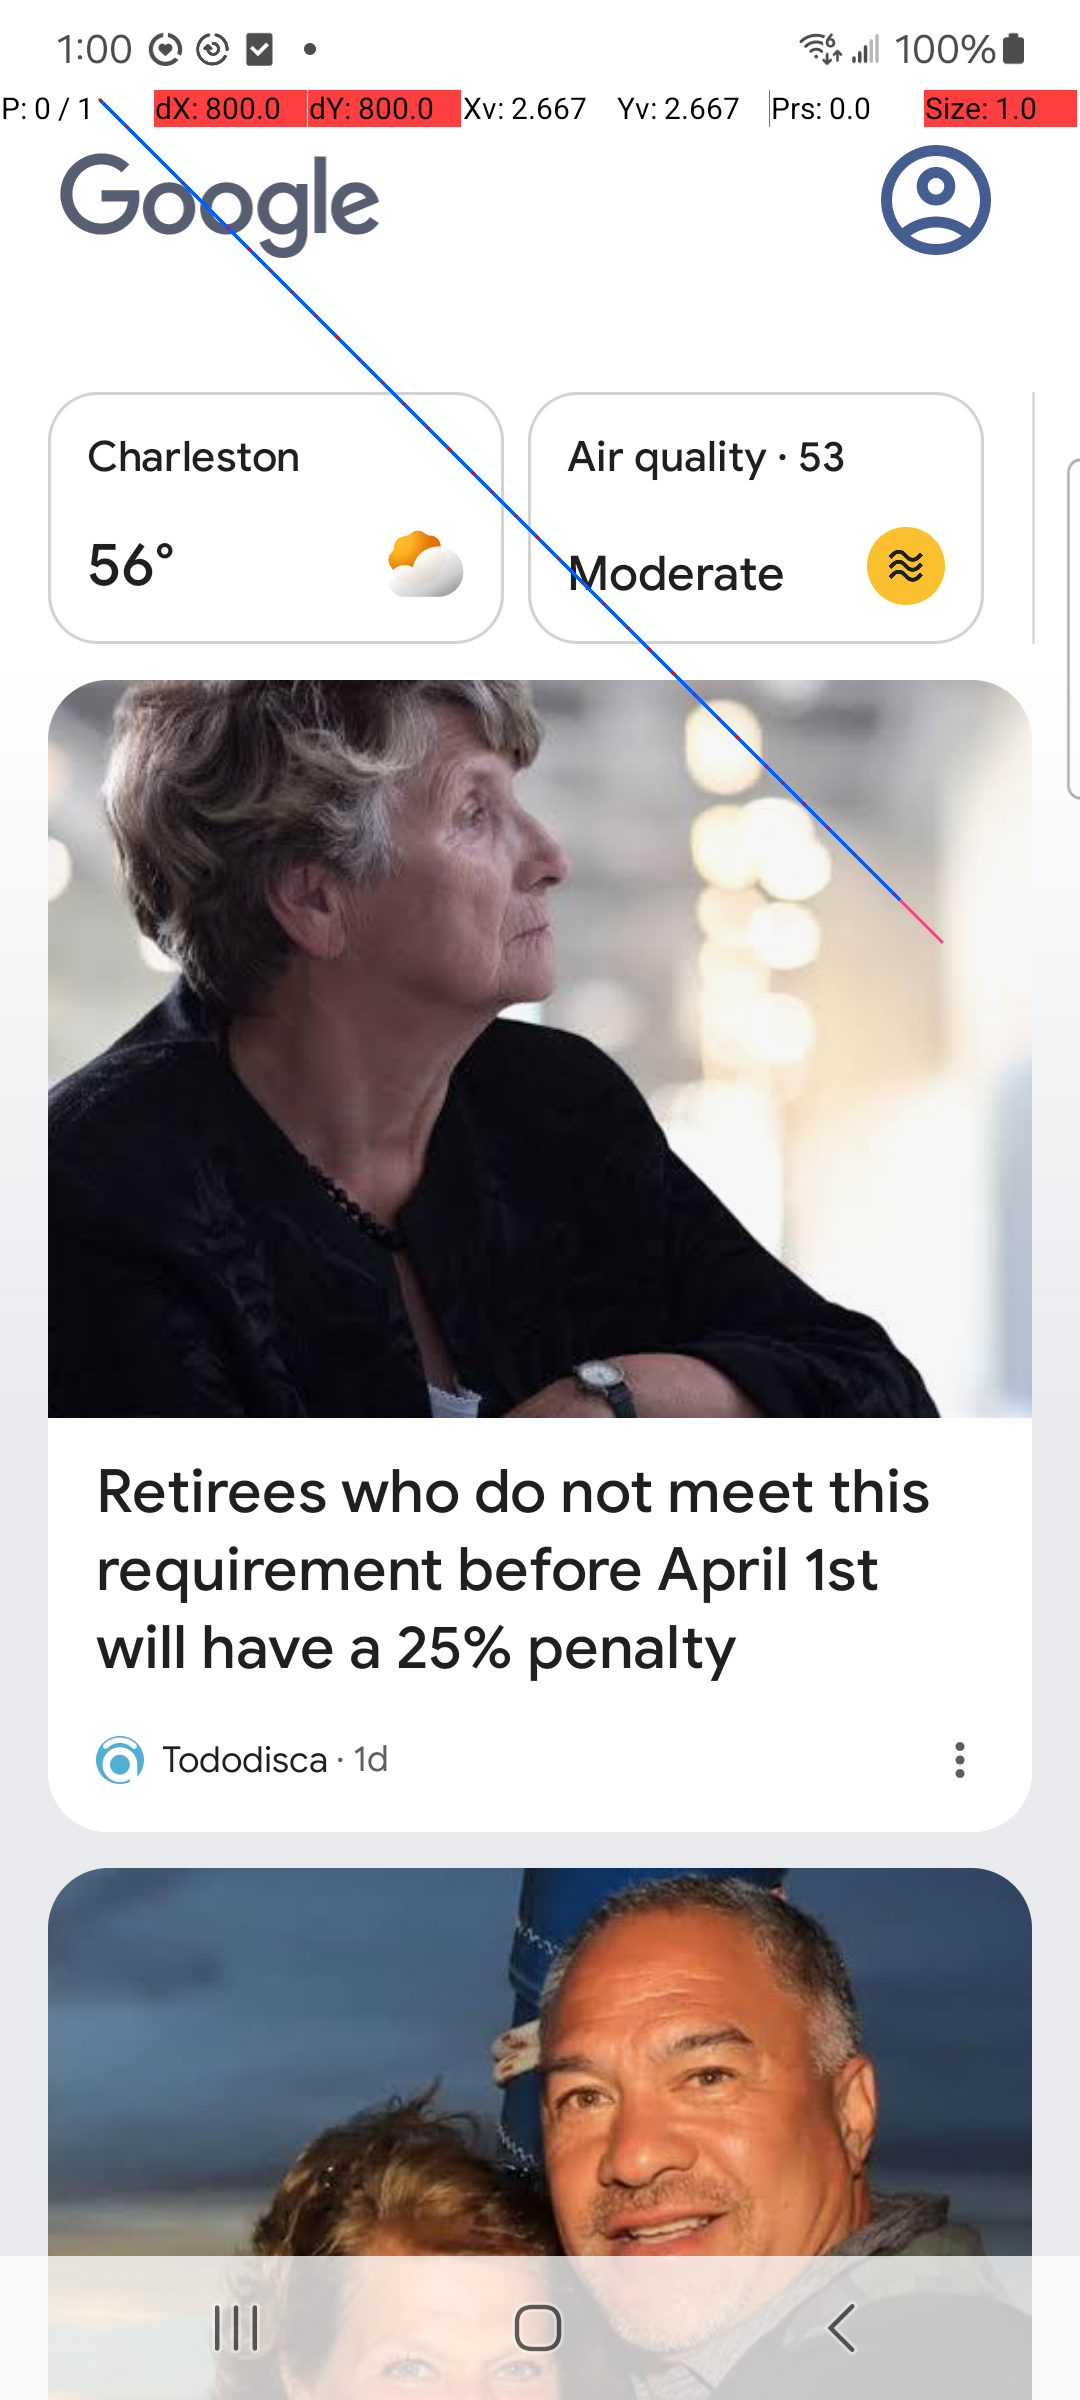 1:00 100%
P: 0 / 1 dX: 800.0 dY: 800.0 Xv: 2.667 Yv: 2.667 Prs: 0.0 Size: 1.0
Google
Charleston
56°
Air quality · 53
Moderate
Retirees who do not meet this
requirement before April 1st
will have a 25% penalty
Tododisca · 1d